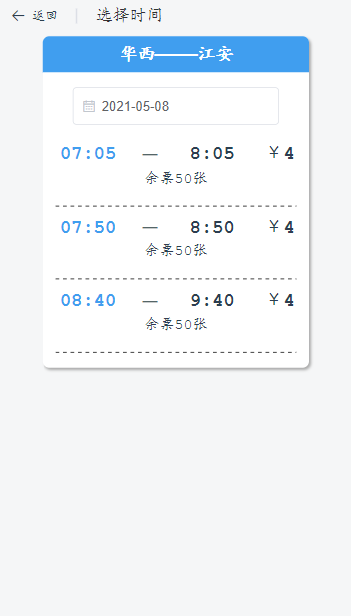 返回 选择时间
华西———江安
2021-05-08
07:05 — 8:05 ￥4
余票50张
07:50 — 8:50 ￥4
余票50张
08:40 — 9:40 ￥4
余票50张